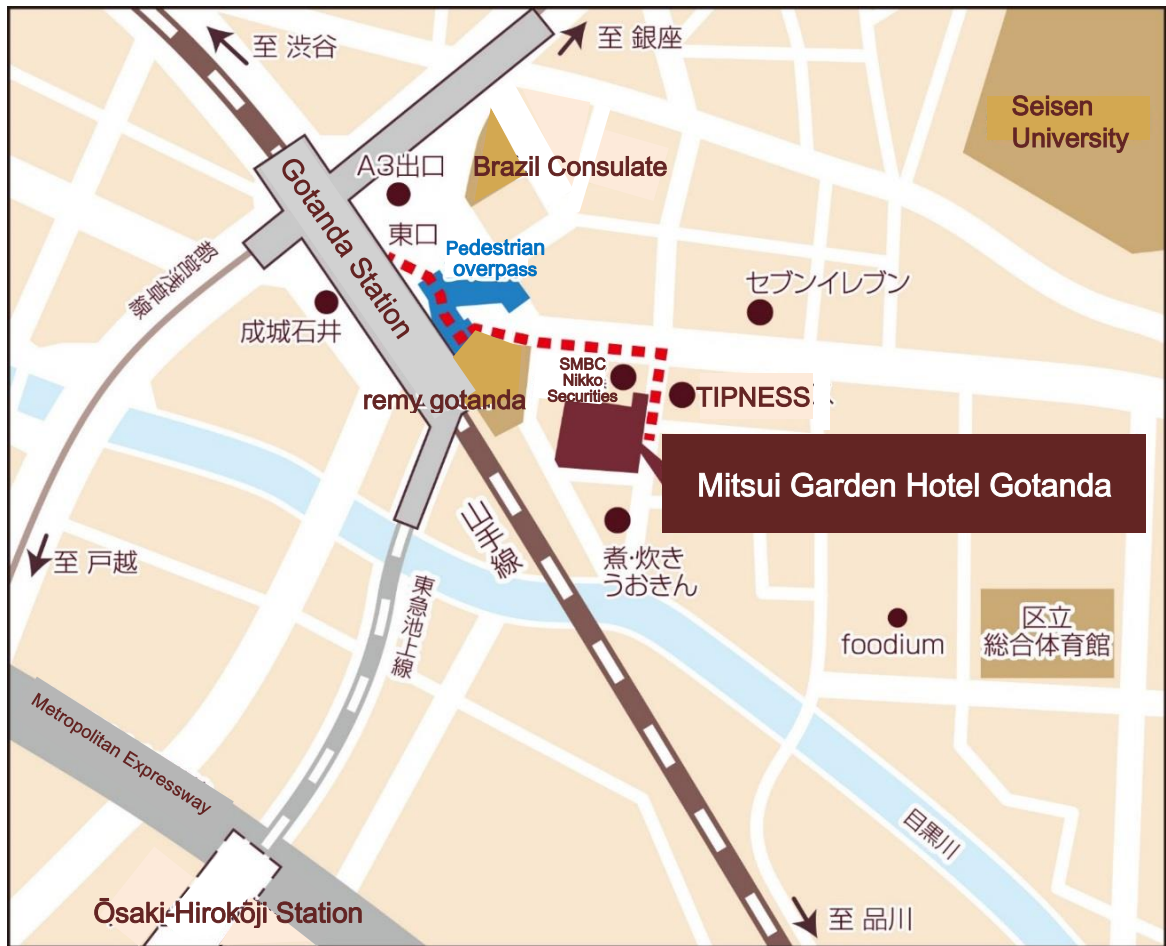 至 渋谷
至 銀座
Seisen
University
A3出口
Brazil Consulate
Gotanda Station
東口
Pedestrian
overpass
都営浅草線
セブンイレブン
成城石井
SMBC
Nikko
Securities
remy gotanda
TIPNESS
Mitsui Garden Hotel Gotanda
山手線
至 戸越
煮・炊き
うおきん
東急池上線
foodium
区立
総合体育館
Metropolitan Expressway
目黒川
Ōsaki-Hirokōji Station
至 品川